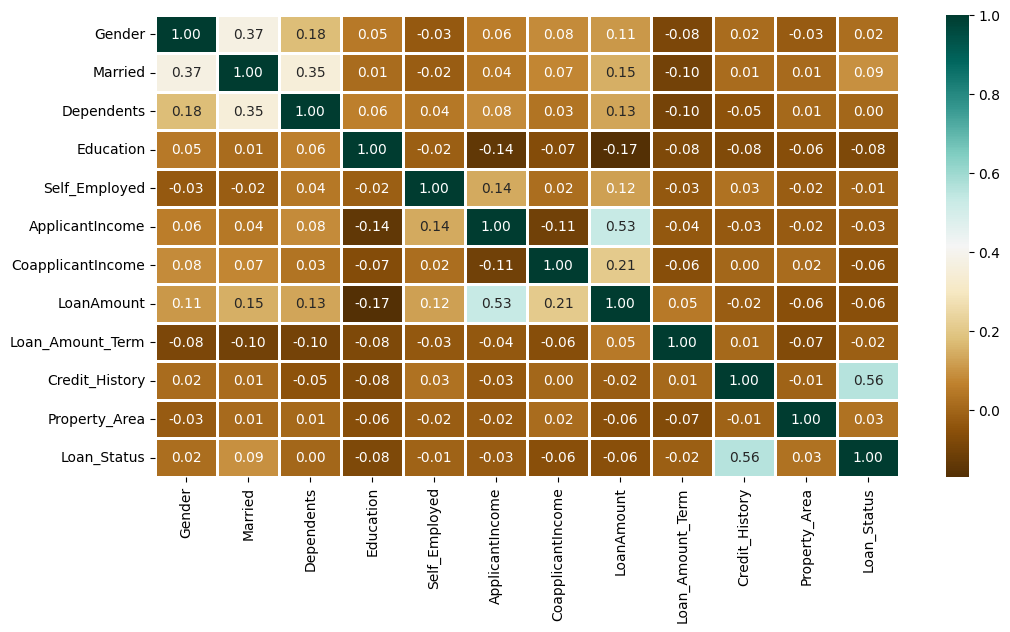 Gender 1.00 0.37 0.18 0.05 -0.03 0.06 0.08 0.11 -0.08 0.02 -0.03 0.02
Married 0.37 1.00 0.35 0.01 -0.02 0.04 0.07 0.15 -0.10 0.01 0.01 0.09
Dependents 0.18 0.35 1.00 0.06 0.04 0.08 0.03 0.13 -0.10 -0.05 0.01 0.00
Education 0.05 0.01 0.06 1.00 -0.02 -0.14 -0.07 -0.17 -0.08 -0.08 -0.06 -0.08
Self_Employed -0.03 -0.02 0.04 -0.02 1.00 0.14 0.02 0.12 -0.03 0.03 -0.02 -0.01
ApplicantIncome 0.06 0.04 0.08 -0.14 0.14 1.00 -0.11 0.53 -0.04 -0.03 -0.02 -0.03
CoapplicantIncome 0.08 0.07 0.03 -0.07 0.02 -0.11 1.00 0.21 -0.06 0.00 0.02 -0.06
LoanAmount 0.11 0.15 0.13 -0.17 0.12 0.53 0.21 1.00 0.05 -0.02 -0.06 -0.06
Loan_Amount_Term -0.08 -0.10 -0.10 -0.08 -0.03 -0.04 -0.06 0.05 1.00 0.01 -0.07 -0.02
Credit_History 0.02 0.01 -0.05 -0.08 0.03 -0.03 0.00 -0.02 0.01 1.00 -0.01 0.56
Property_Area -0.03 0.01 0.01 -0.06 -0.02 -0.02 0.02 -0.06 -0.07 -0.01 1.00 0.03
Loan_Status 0.02 0.09 0.00 -0.08 -0.01 -0.03 -0.06 -0.06 -0.02 0.56 0.03 1.00
Gender
Married
Dependents
Education
Self_Employed
ApplicantIncome
CoapplicantIncome
LoanAmount
Loan_Amount_Term
Credit_History
Property_Area
Loan_Status
1.0
0.8
0.6
0.4
0.2
0.0